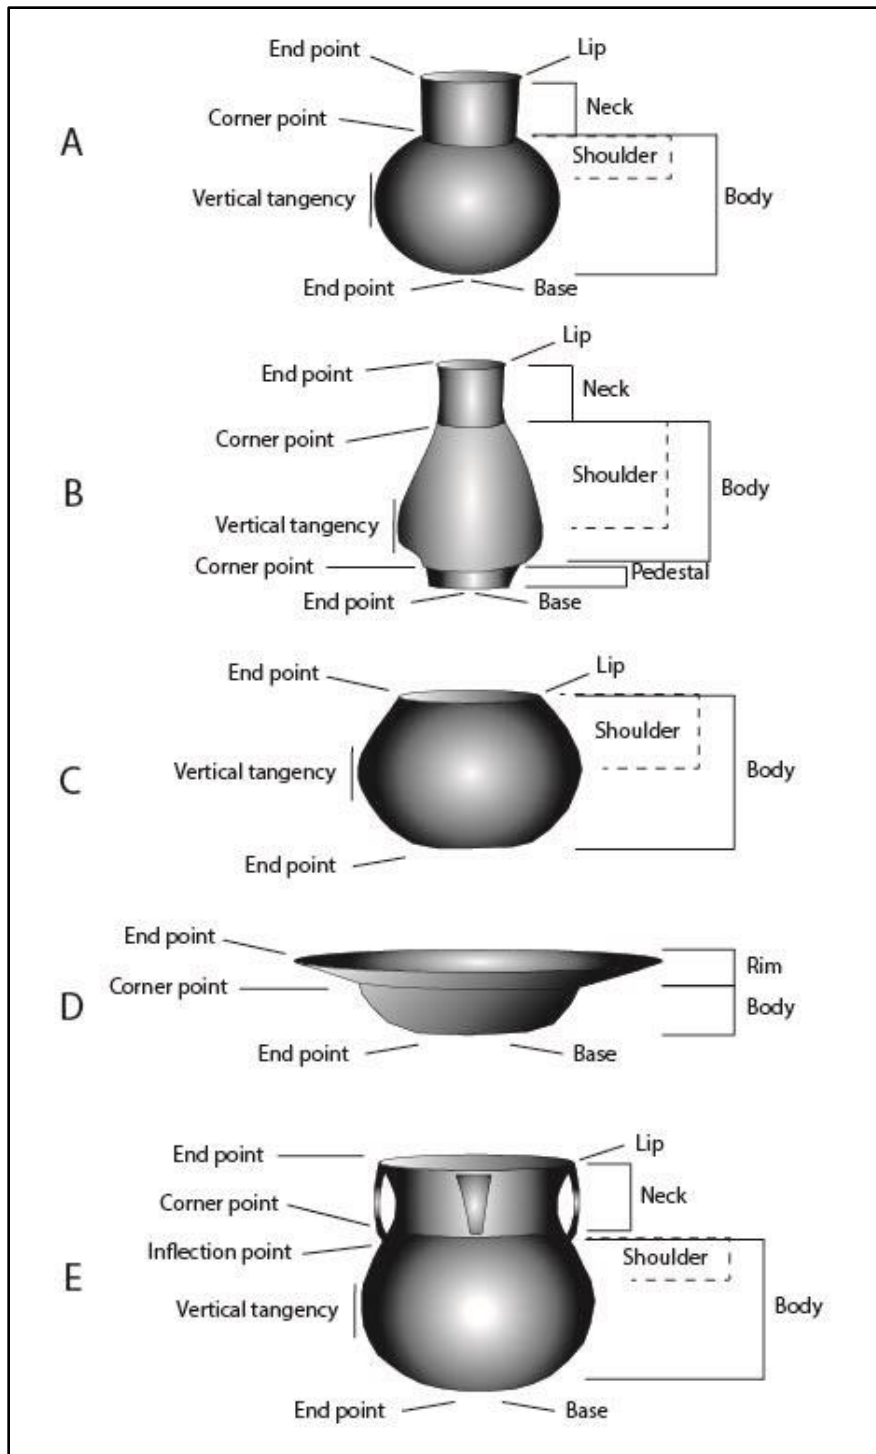 End point
Lip
Neck
Corner point
A
Shoulder
Vertical tangency
Body
End point
Base
Lip
End point
Neck
Corner point
Shoulder
B
Body
Vertical tangency
Corner point
Pedestal
End point
Base
Lip
End point
Shoulder
Vertical tangency
Body
C
End point
End point
Rim
Corner point
D
Body
End point
Base
Lip
End point
Neck
Corner point
Inflection point
Shoulder
E
Vertical tangency
Body
End point
Base